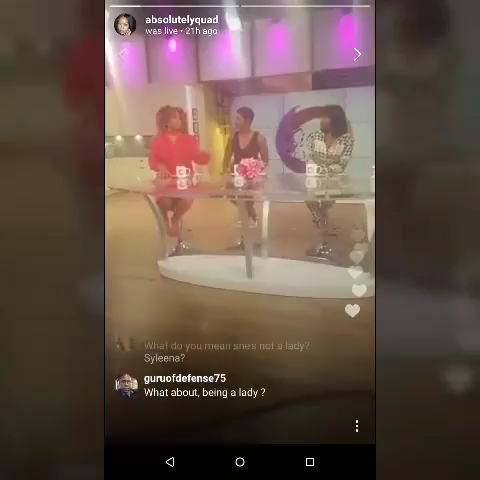 absolutelyquad
was live • 21h ago
What do you mean she's not a lady?
Syleena?
guruofdefense75
What about, being a lady ?